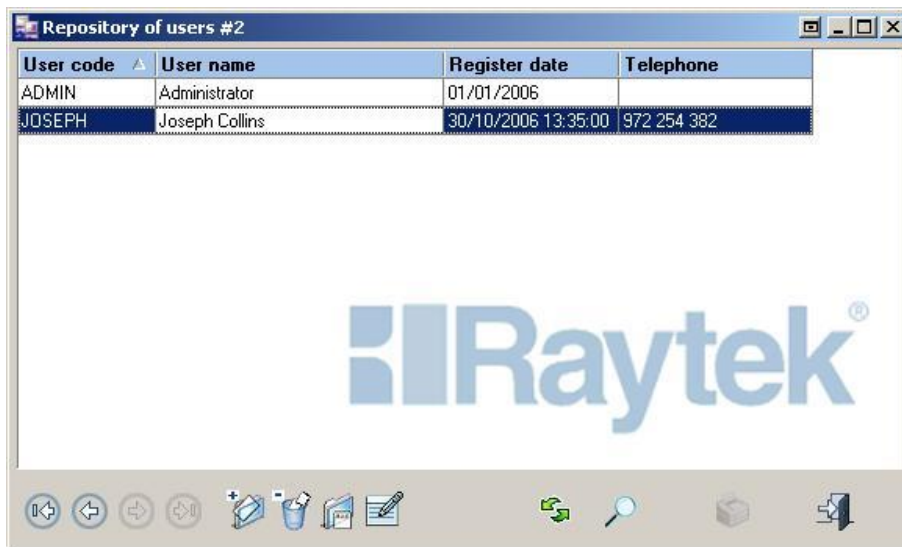 Repository of users #2
User code User name Register date Telephone
ADMIN Administrator 01/01/2006
JOSEPH Joseph Collins 30/10/2006 13:35:00 972 254 382
Raytek®